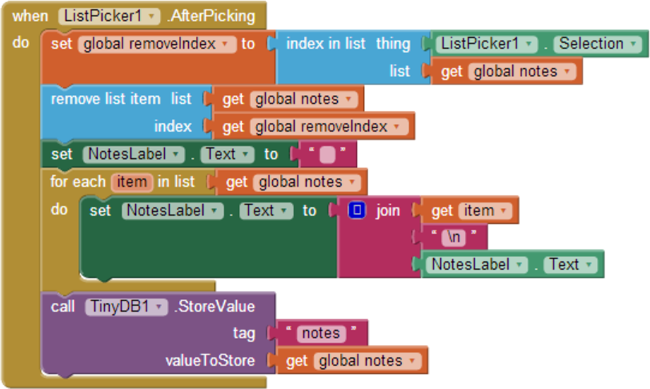 when ListPicker1 .AfterPicking
do set global removeIndex to index in list thing ListPicker1 . Selection
list get global notes
remove list item list get global notes
index get global removeIndex
set NotesLabel . Text to " "
for each item in list get global notes
do set NotesLabel . Text to join get item
" \n "
NotesLabel . Text
call TinyDB1 .StoreValue
tag " notes "
valueToStore get global notes